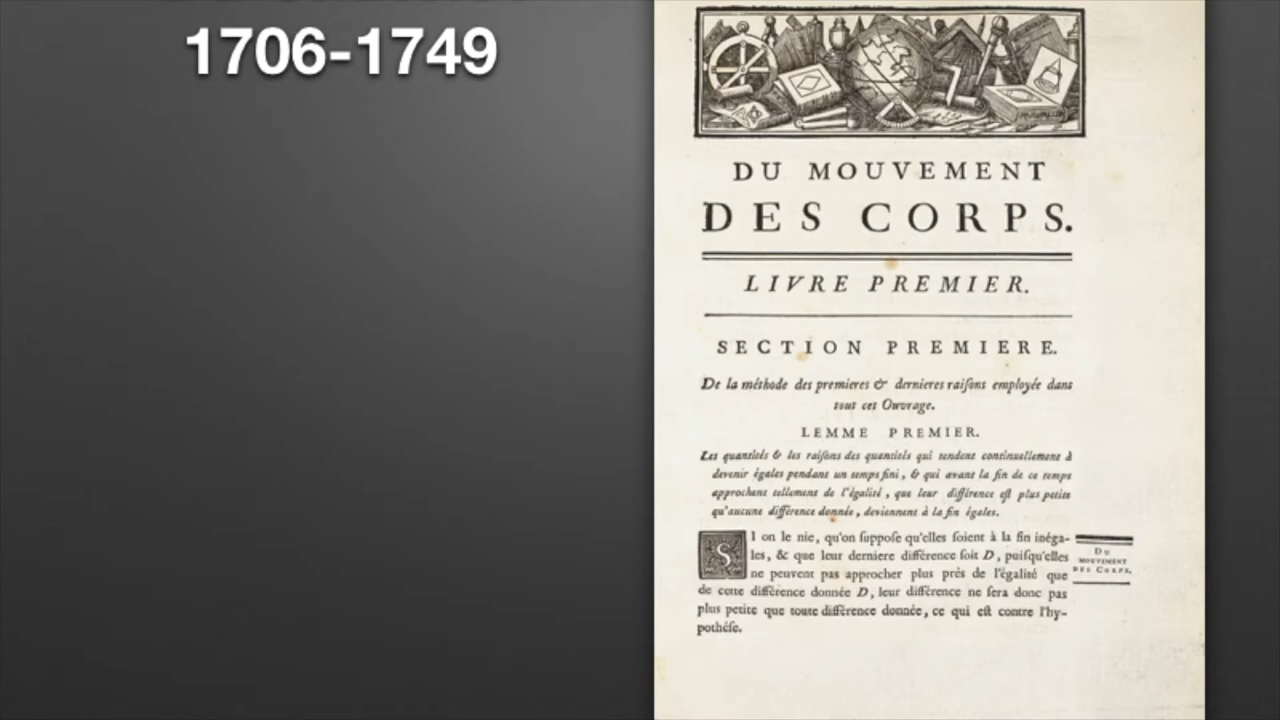 1706-1749
DU MOUVEMENT
DES CORPS.
LIVRE PREMIER.
SECTION PREMIERE.
De la méthode des premieres & dernieres raiſons employée dans
tout cet Ouvrage.
LEMME PREMIER.
Les quantités & les raiſons des quantités qui tendent continuellement à
devenir égales pendant un temps fini, & qui avant la fin de ce temps
approchent tellement de l'égalité, que leur différence eſt plus petite
qu'aucune différence donnée, deviennent à la fin égales.
SI on le nie, qu'on ſuppoſe qu'elles ſoient à la fin inéga-
les, & que leur derniere différence ſoit D, puiſqu'elles
ne peuvent pas approcher plus près de l'égalité que
de cette différence donnée D, leur différence ne ſera donc pas
plus petite que toute différence donnée, ce qui eſt contre l'hy-
pothéſe.
DU
MOUVEMENT
DES CORPS.